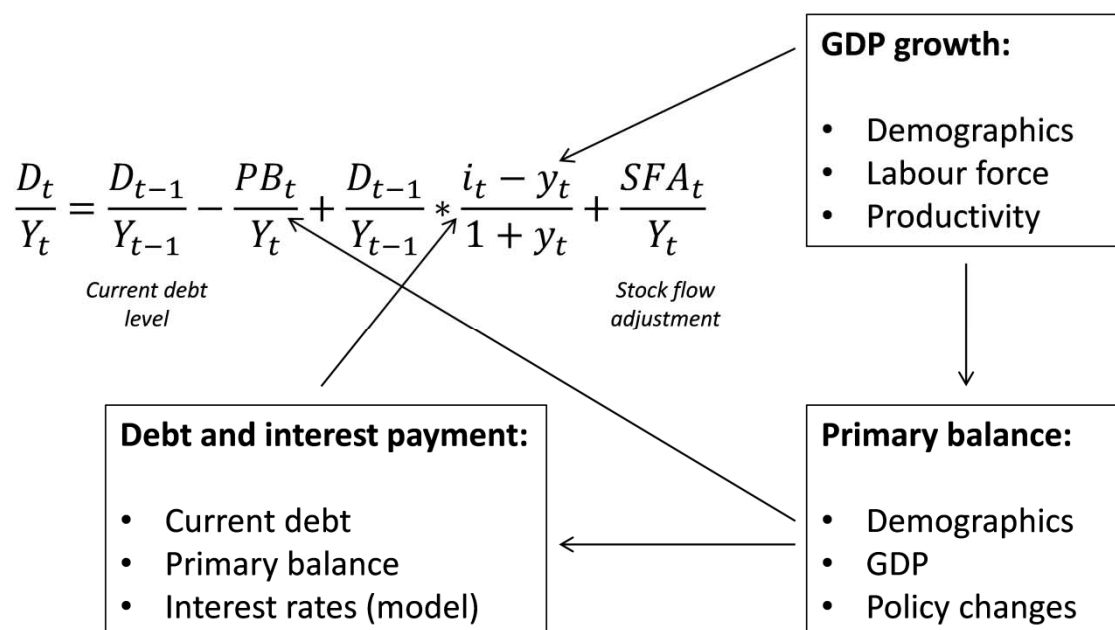 GDP growth:
• Demographics
• Labour force
• Productivity
D_t/Y_t = D_{t−1}/Y_{t−1} − PB_t/Y_t + D_{t−1}/Y_{t−1} * (i_t − y_t)/(1 + y_t) + SFA_t/Y_t
Current debt
level
Stock flow
adjustment
Debt and interest payment:
• Current debt
• Primary balance
• Interest rates (model)
Primary balance:
• Demographics
• GDP
• Policy changes